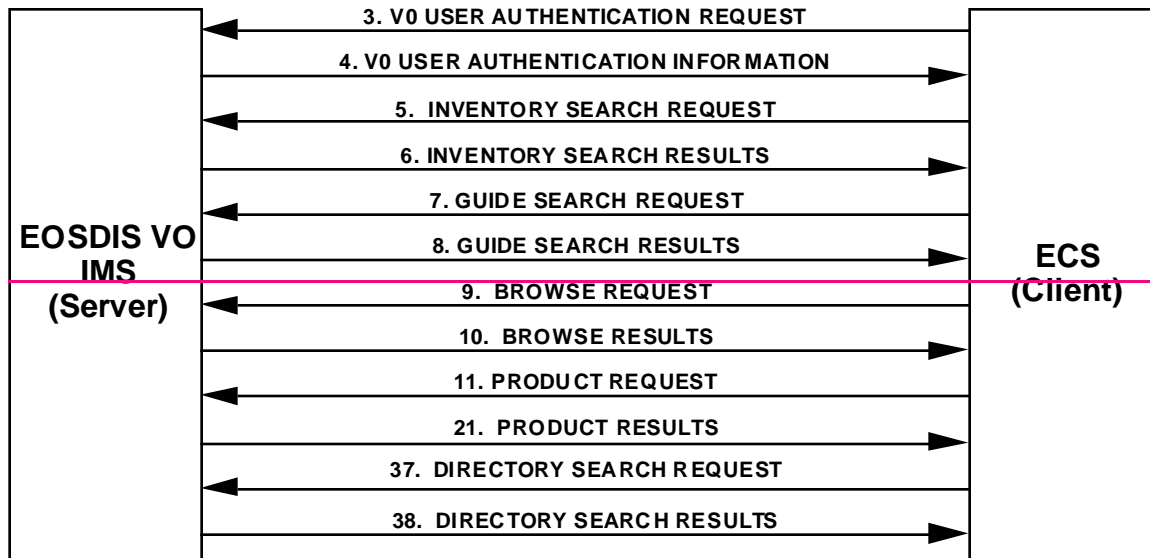 3. V0 USER AUTHENTICATION REQUEST
4. V0 USER AUTHENTICATION INFORMATION
5. INVENTORY SEARCH REQUEST
6. INVENTORY SEARCH RESULTS
7. GUIDE SEARCH REQUEST
8. GUIDE SEARCH RESULTS
9. BROWSE REQUEST
10. BROWSE RESULTS
11. PRODUCT REQUEST
21. PRODUCT RESULTS
37. DIRECTORY SEARCH REQUEST
38. DIRECTORY SEARCH RESULTS
EOSDIS VO
IMS
(Server)
ECS
(Client)